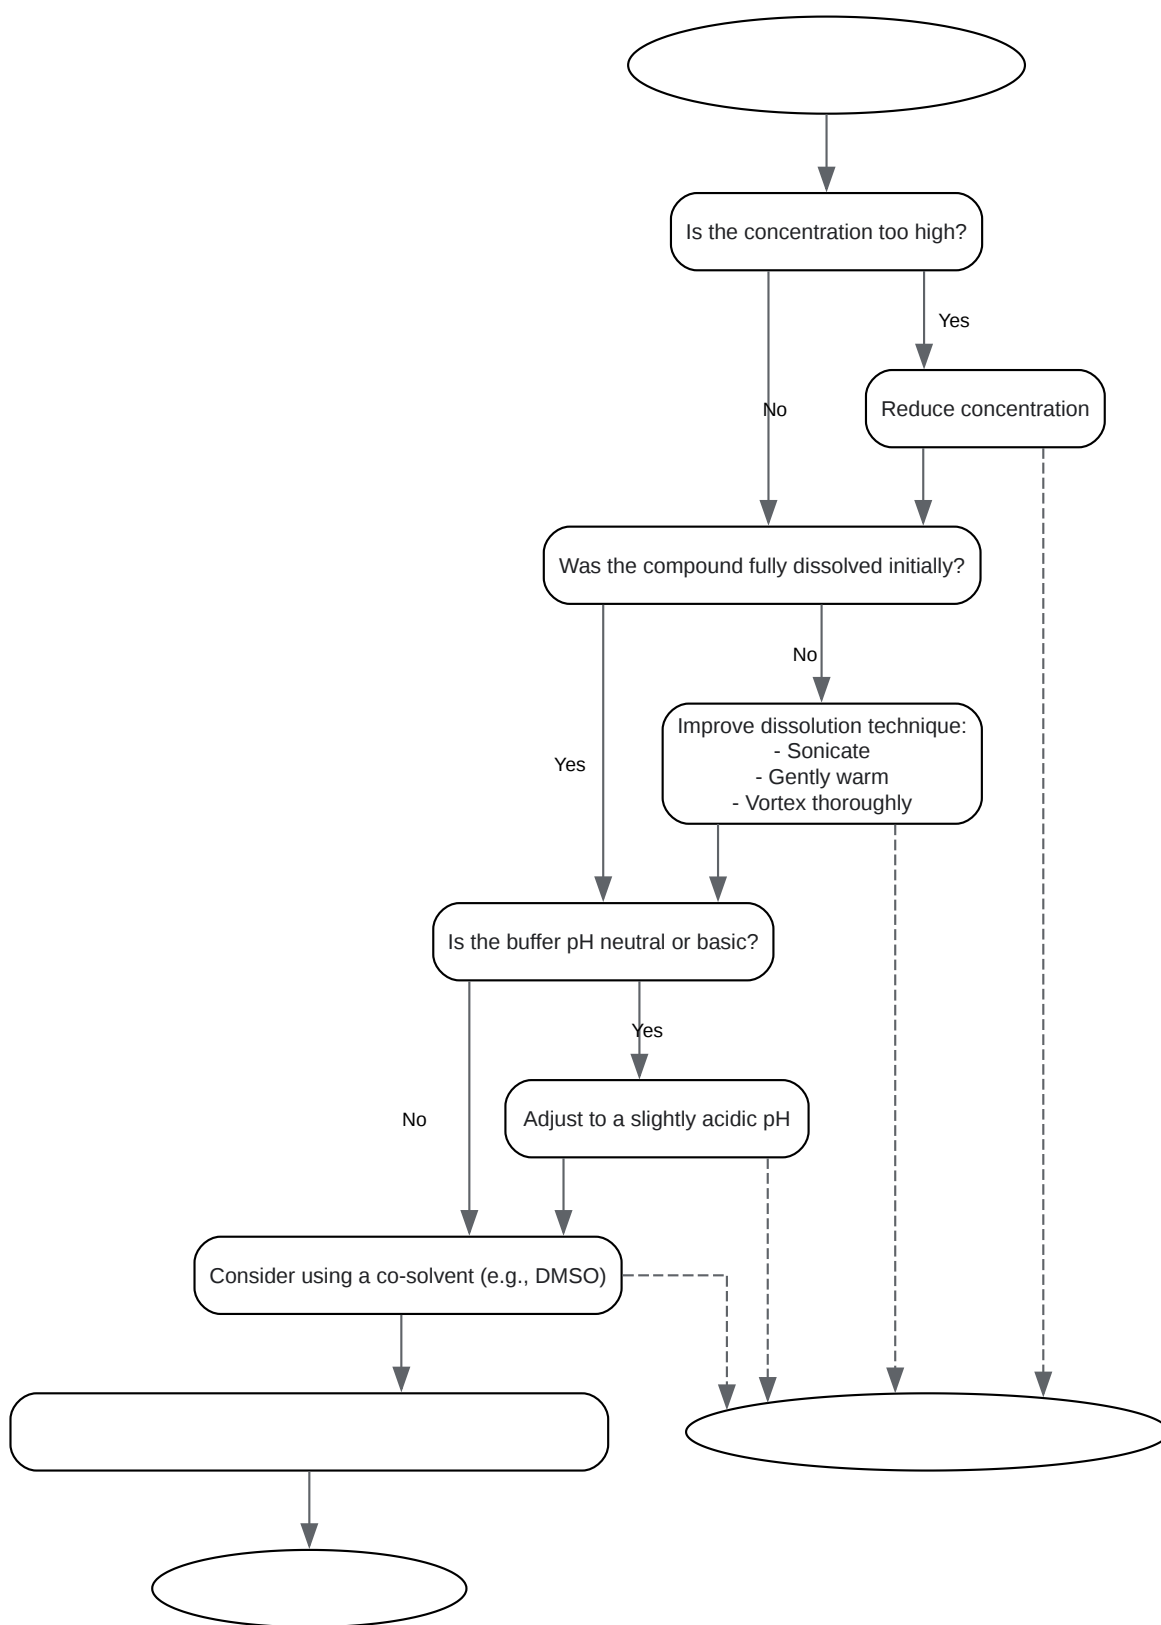 Is the concentration too high?
Yes
No
Reduce concentration
Was the compound fully dissolved initially?
No
Improve dissolution technique:
- Sonicate
- Gently warm
- Vortex thoroughly
Yes
Is the buffer pH neutral or basic?
Yes
No
Adjust to a slightly acidic pH
Consider using a co-solvent (e.g., DMSO)